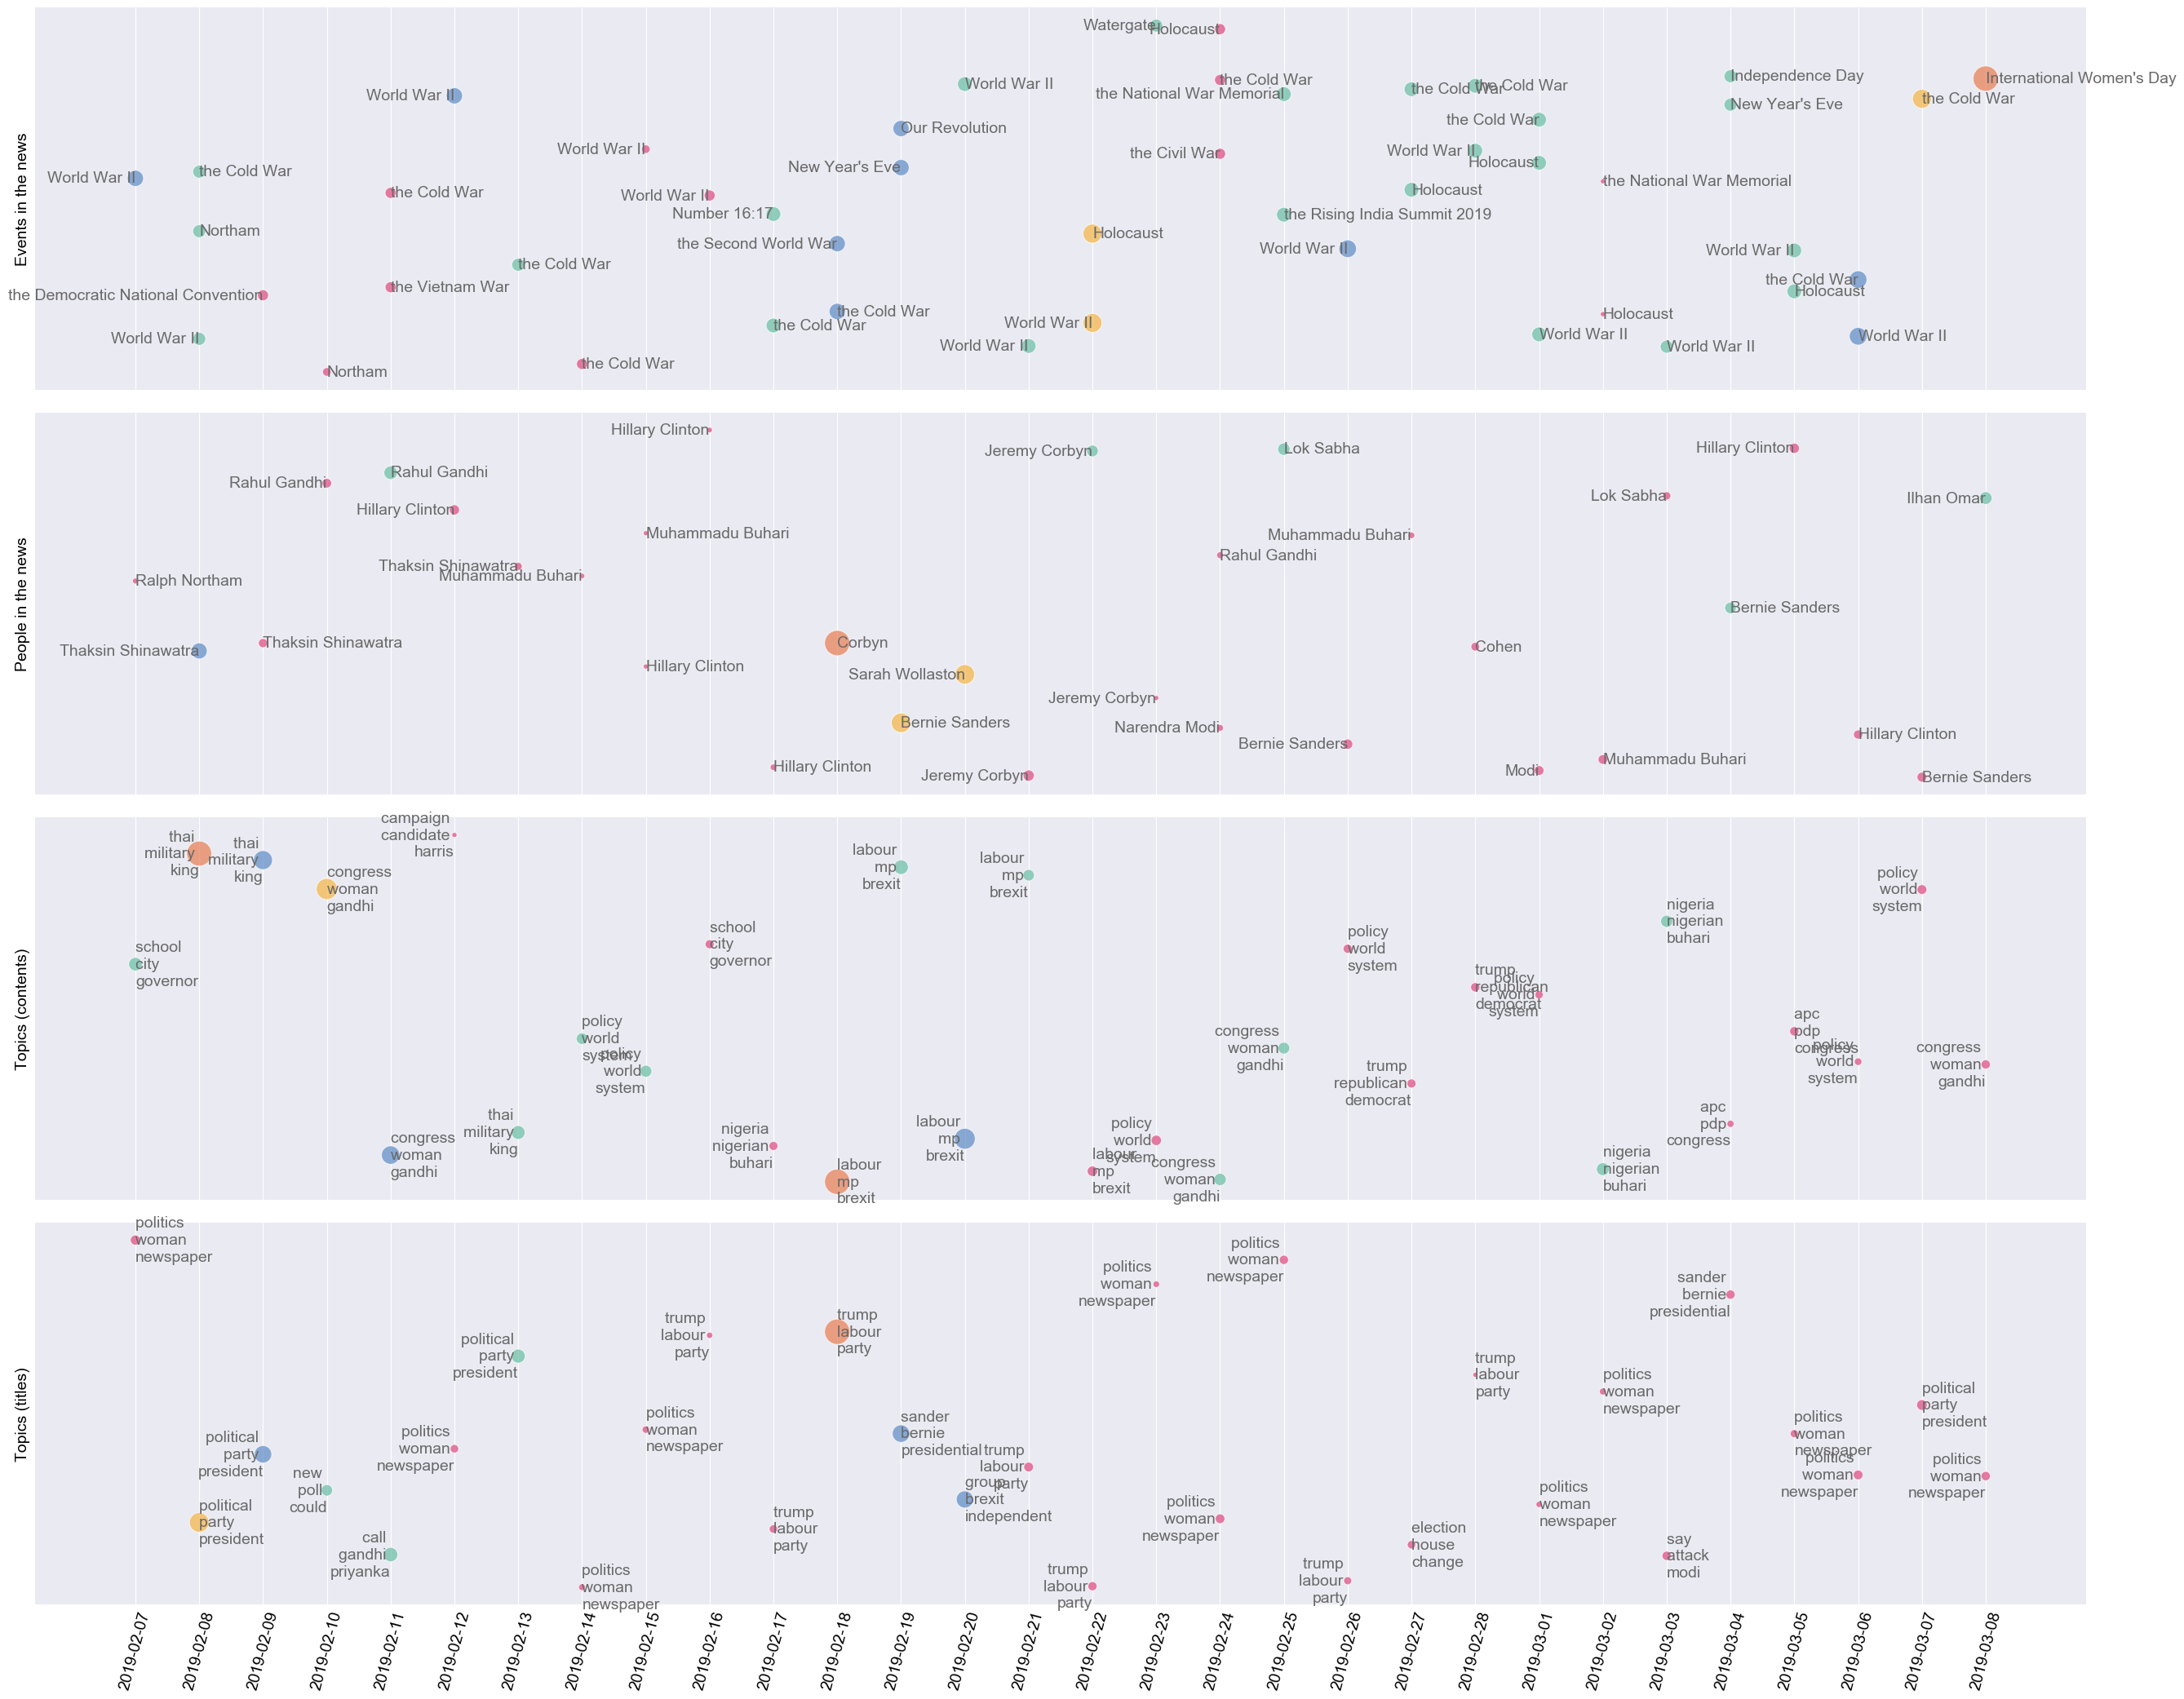 Events in the news
Watergate
Holocaust
International Women's Day
Independence Day
the Cold War
World War II
the Cold War
the Cold War
the National War Memorial
World War II
the Cold War
New Year's Eve
the Cold War
Our Revolution
World War II
World War II
the Civil War
Holocaust
New Year's Eve
the Cold War
World War II
the National War Memorial
Holocaust
the Cold War
World War II
Number 16:17
the Rising India Summit 2019
Northam
Holocaust
the Second World War
World War II
World War II
the Cold War
the Cold War
the Vietnam War
Holocaust
the Democratic National Convention
the Cold War
Holocaust
World War II
the Cold War
World War II
World War II
World War II
World War II
World War II
the Cold War
Northam
People in the news
Hillary Clinton
Hillary Clinton
Lok Sabha
Jeremy Corbyn
Rahul Gandhi
Rahul Gandhi
Lok Sabha
Ilhan Omar
Hillary Clinton
Muhammadu Buhari
Muhammadu Buhari
Rahul Gandhi
Thaksin Shinawatra
Muhammadu Buhari
Ralph Northam
Bernie Sanders
Thaksin Shinawatra
Corbyn
Cohen
Thaksin Shinawatra
Hillary Clinton
Sarah Wollaston
Jeremy Corbyn
Bernie Sanders
Narendra Modi
Hillary Clinton
Bernie Sanders
Muhammadu Buhari
Hillary Clinton
Modi
Jeremy Corbyn
Bernie Sanders
Topics (contents)
school
city
governor
thai
military
king
thai
military
king
congress
woman
gandhi
congress
woman
gandhi
campaign
candidate
harris
thai
military
king
policy
world
system
policy
world
system
school
city
governor
nigeria
nigerian
buhari
labour
mp
brexit
labour
mp
brexit
labour
mp
brexit
labour
mp
brexit
labour
mp
brexit
policy
world
system
congress
woman
gandhi
congress
woman
gandhi
policy
world
system
trump
republican
democrat
trump
republican
democrat
policy
world
system
nigeria
nigerian
buhari
nigeria
nigerian
buhari
apc
pdp
congress
apc
pdp
congress
policy
world
system
policy
world
system
congress
woman
gandhi
Topics (titles)
politics
woman
newspaper
political
party
president
political
party
president
new
poll
could
call
gandhi
priyanka
politics
woman
newspaper
political
party
president
politics
woman
newspaper
politics
woman
newspaper
trump
labour
party
trump
labour
party
trump
labour
party
sander
bernie
presidential
group
brexit
independent
trump
labour
party
trump
labour
party
politics
woman
newspaper
politics
woman
newspaper
politics
woman
newspaper
trump
labour
party
election
house
change
trump
labour
party
politics
woman
newspaper
politics
woman
newspaper
say
attack
modi
sander
bernie
presidential
politics
woman
newspaper
politics
woman
newspaper
political
party
president
politics
woman
newspaper
2019-02-07
2019-02-08
2019-02-09
2019-02-10
2019-02-11
2019-02-12
2019-02-13
2019-02-14
2019-02-15
2019-02-16
2019-02-17
2019-02-18
2019-02-19
2019-02-20
2019-02-21
2019-02-22
2019-02-23
2019-02-24
2019-02-25
2019-02-26
2019-02-27
2019-02-28
2019-03-01
2019-03-02
2019-03-03
2019-03-04
2019-03-05
2019-03-06
2019-03-07
2019-03-08